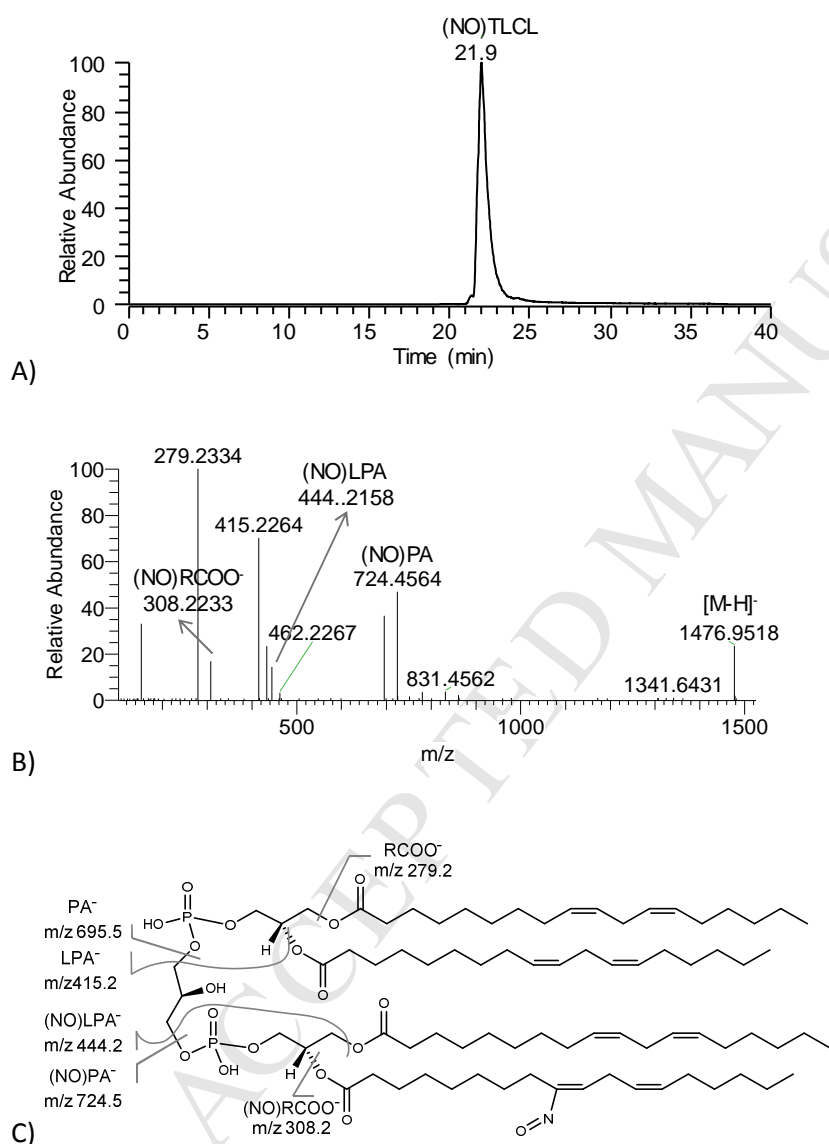 (NO)TLCL
21.9
100
80
60
40
20
0
Relative Abundance
0 5 10 15 20 25 30 35 40
Time (min)
A)
279.2334
(NO)LPA
444..2158
100
80
60
40
20
0
Relative Abundance
415.2264
(NO)PA
724.4564
(NO)RCOO-
308.2233
462.2267
[M-H]-
1476.9518
831.4562
1341.6431
500 1000 1500
m/z
B)
RCOO-
m/z 279.2
PA-
m/z 695.5
LPA-
m/z415.2
(NO)LPA-
m/z 444.2
(NO)PA-
m/z 724.5
(NO)RCOO-
m/z 308.2
O
HO P O O O
O H O
OH O
O O
P O O
O OH H O
O
O N
C)
ACCEPTED MANUS